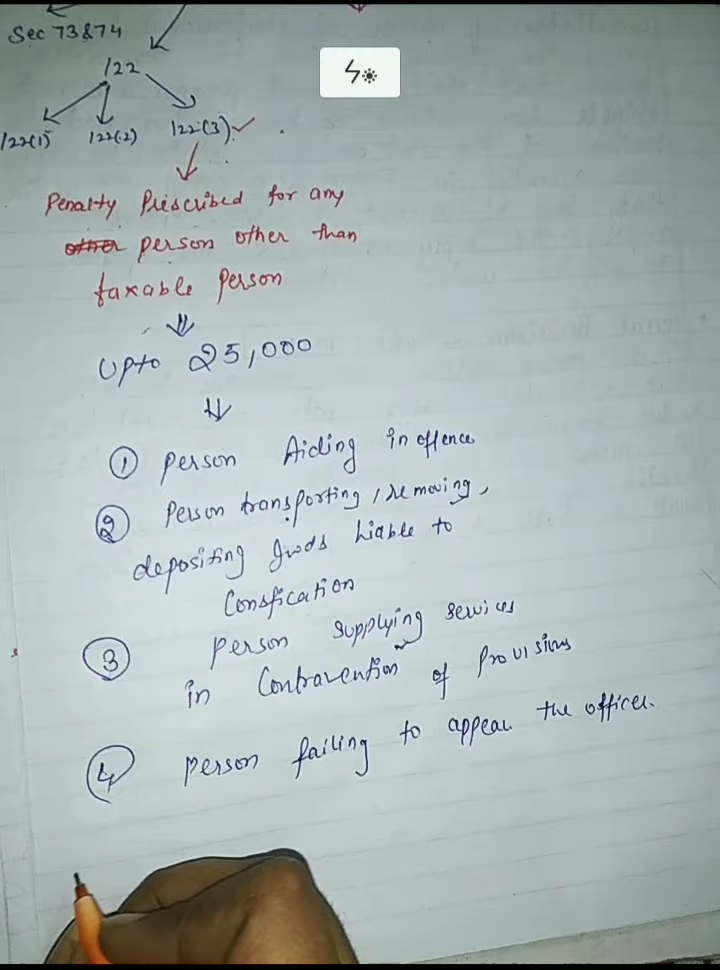 Sec 73 & 74
122
122(1) 122(2) 122(3)
Penalty Priescribed for any
other person other than
taxable Person
Upto 25,000
① person Aiding in offence
② Person transporting / removing,
depositing goods Liable to
Consfication
③ Person supplying services
in Contravention of Provisions
④ person failing to appear the officer.